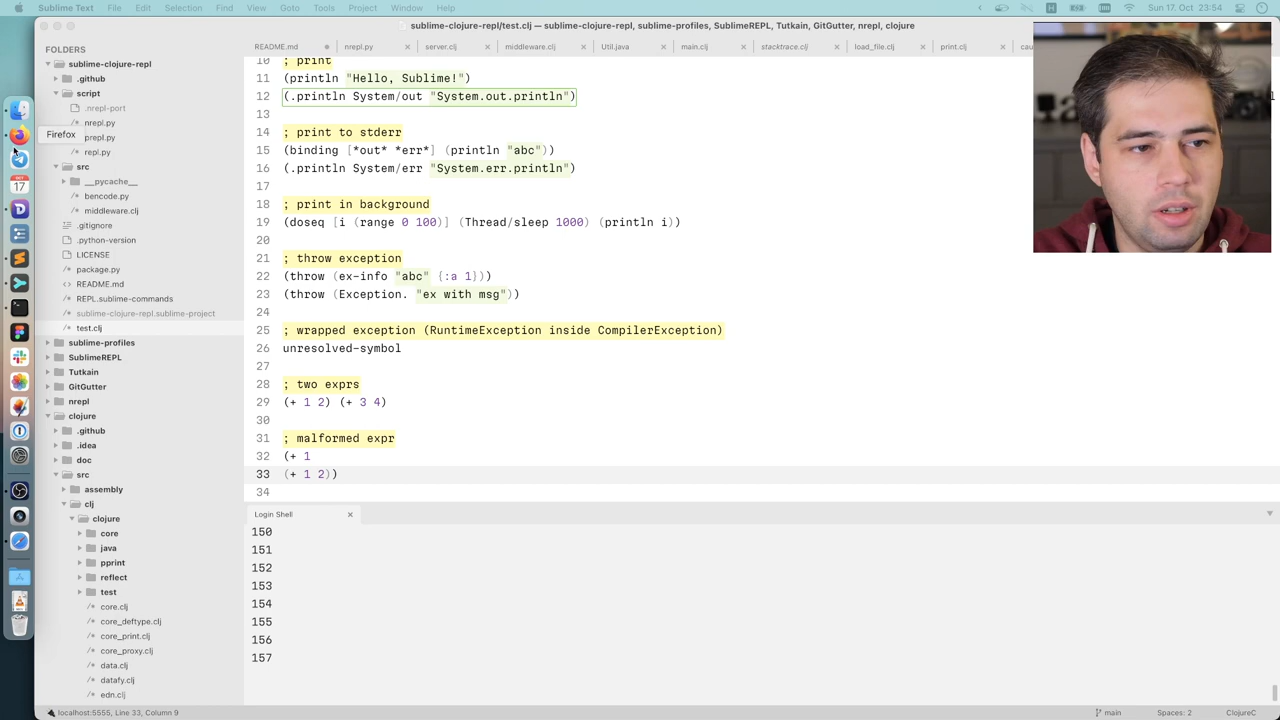 Sublime Text File Edit Selection Find View Goto Tools Project Window Help
Sun 17. Oct 23:54
sublime-clojure-repl/test.clj — sublime-clojure-repl, sublime-profiles, SublimeREPL, Tutkain, GitGutter, nrepl, clojure
FOLDERS
sublime-clojure-repl
.github
script
.nrepl-port
nrepl.py
prepl.py
repl.py
src
__pycache__
bencode.py
middleware.clj
.gitignore
.python-version
LICENSE
package.py
README.md
REPL.sublime-commands
sublime-clojure-repl.sublime-project
test.clj
sublime-profiles
SublimeREPL
Tutkain
GitGutter
nrepl
clojure
.github
.idea
doc
src
assembly
clj
clojure
core
java
pprint
reflect
test
core.clj
core_deftype.clj
core_print.clj
core_proxy.clj
data.clj
datafy.clj
edn.clj
Firefox
OCT
17
README.md nrepl.py server.clj middleware.clj Util.java main.clj stacktrace.clj load_file.clj print.clj cau
10 ; print
11 (println "Hello, Sublime!")
12 (.println System/out "System.out.println")
13
14 ; print to stderr
15 (binding [*out* *err*] (println "abc"))
16 (.println System/err "System.err.println")
17
18 ; print in background
19 (doseq [i (range 0 100)] (Thread/sleep 1000) (println i))
20
21 ; throw exception
22 (throw (ex-info "abc" {:a 1}))
23 (throw (Exception. "ex with msg"))
24
25 ; wrapped exception (RuntimeException inside CompilerException)
26 unresolved-symbol
27
28 ; two exprs
29 (+ 1 2) (+ 3 4)
30
31 ; malformed expr
32 (+ 1
33 (+ 1 2))
34
Login Shell
150
151
152
153
154
155
156
157
localhost:5555, Line 33, Column 9
main
Spaces: 2
ClojureC